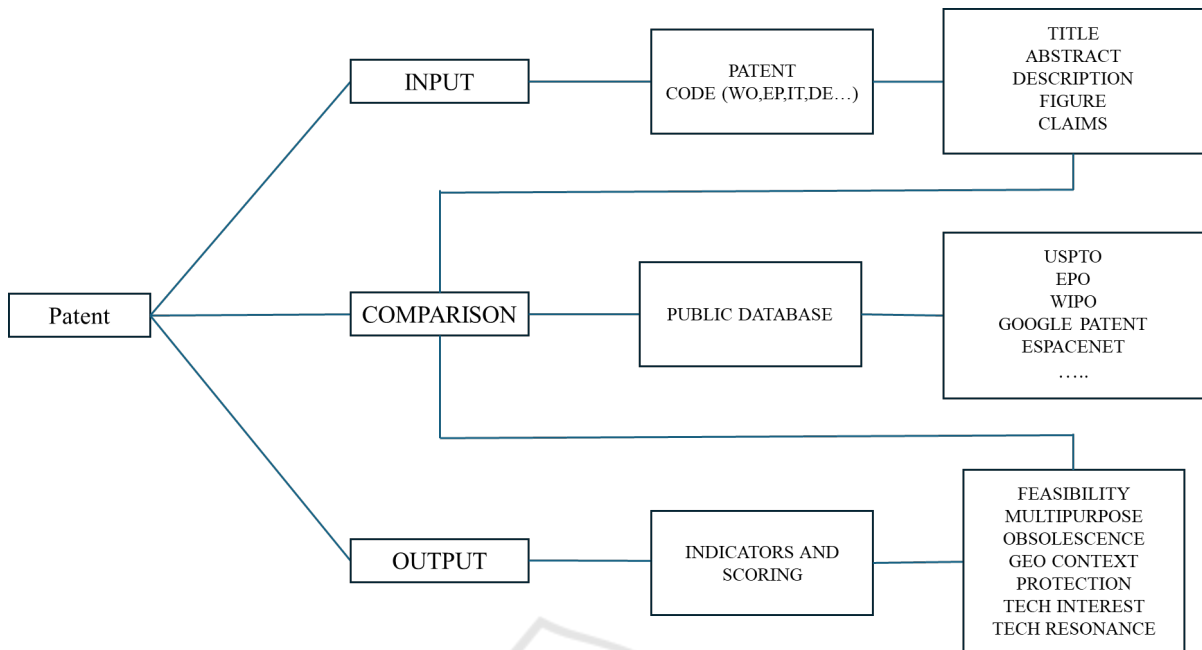 INPUT
PATENT
CODE (WO,EP,IT,DE…)
TITLE
ABSTRACT
DESCRIPTION
FIGURE
CLAIMS
Patent
COMPARISON
PUBLIC DATABASE
USPTO
EPO
WIPO
GOOGLE PATENT
ESPACENET
…..
OUTPUT
INDICATORS AND
SCORING
FEASIBILITY
MULTIPURPOSE
OBSOLESCENCE
GEO CONTEXT
PROTECTION
TECH INTEREST
TECH RESONANCE